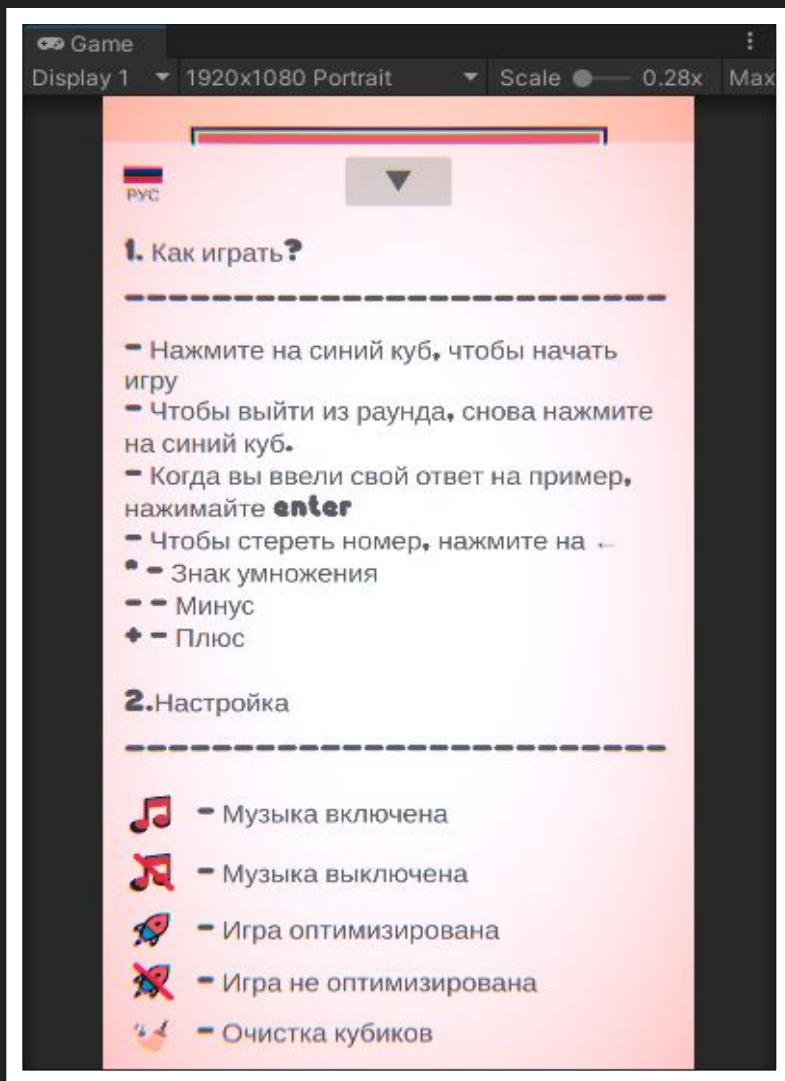 Game
Display 1 1920x1080 Portrait Scale 0.28x Max
РУС
1. Как играть?
--------------------------
- Нажмите на синий куб, чтобы начать
игру
- Чтобы выйти из раунда, снова нажмите
на синий куб.
- Когда вы ввели свой ответ на пример,
нажимайте enter
- Чтобы стереть номер, нажмите на ←
* - Знак умножения
- - Минус
+ - Плюс
2.Настройка
--------------------------
- Музыка включена
- Музыка выключена
- Игра оптимизирована
- Игра не оптимизирована
- Очистка кубиков